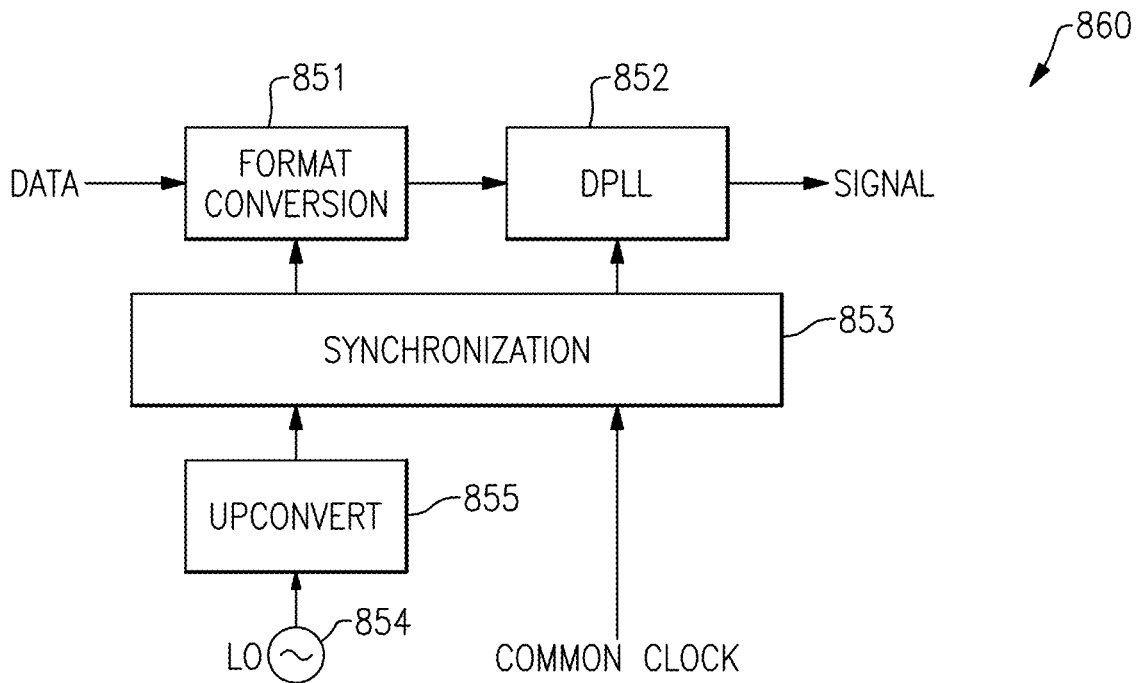 860
851
852
DATA
FORMAT
CONVERSION
DPLL
SIGNAL
SYNCHRONIZATION
853
UPCONVERT
855
LO
854
COMMON CLOCK